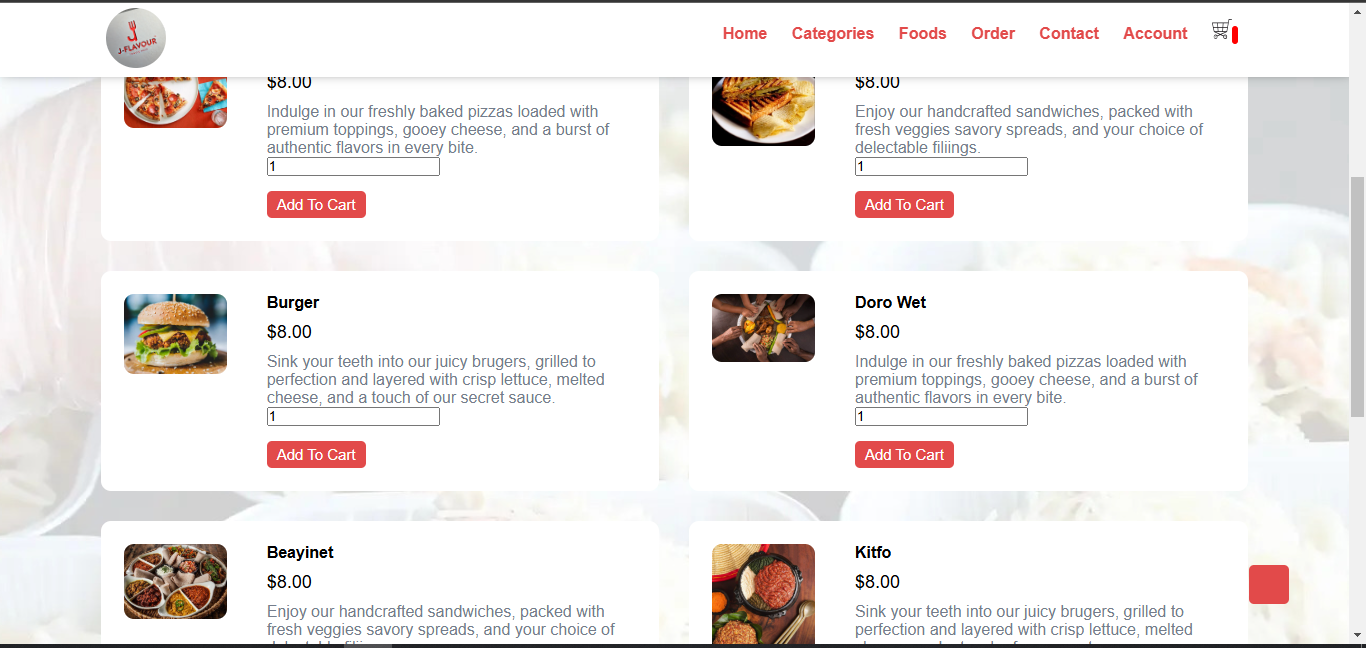 J-FLAVOUR
Home Categories Foods Order Contact Account
$8.00
Indulge in our freshly baked pizzas loaded with
premium toppings, gooey cheese, and a burst of
authentic flavors in every bite.
1
Add To Cart
$8.00
Enjoy our handcrafted sandwiches, packed with
fresh veggies savory spreads, and your choice of
delectable filiings.
1
Add To Cart
Burger
$8.00
Sink your teeth into our juicy brugers, grilled to
perfection and layered with crisp lettuce, melted
cheese, and a touch of our secret sauce.
1
Add To Cart
Doro Wet
$8.00
Indulge in our freshly baked pizzas loaded with
premium toppings, gooey cheese, and a burst of
authentic flavors in every bite.
1
Add To Cart
Beayinet
$8.00
Enjoy our handcrafted sandwiches, packed with
fresh veggies savory spreads, and your choice of
Kitfo
$8.00
Sink your teeth into our juicy brugers, grilled to
perfection and layered with crisp lettuce, melted